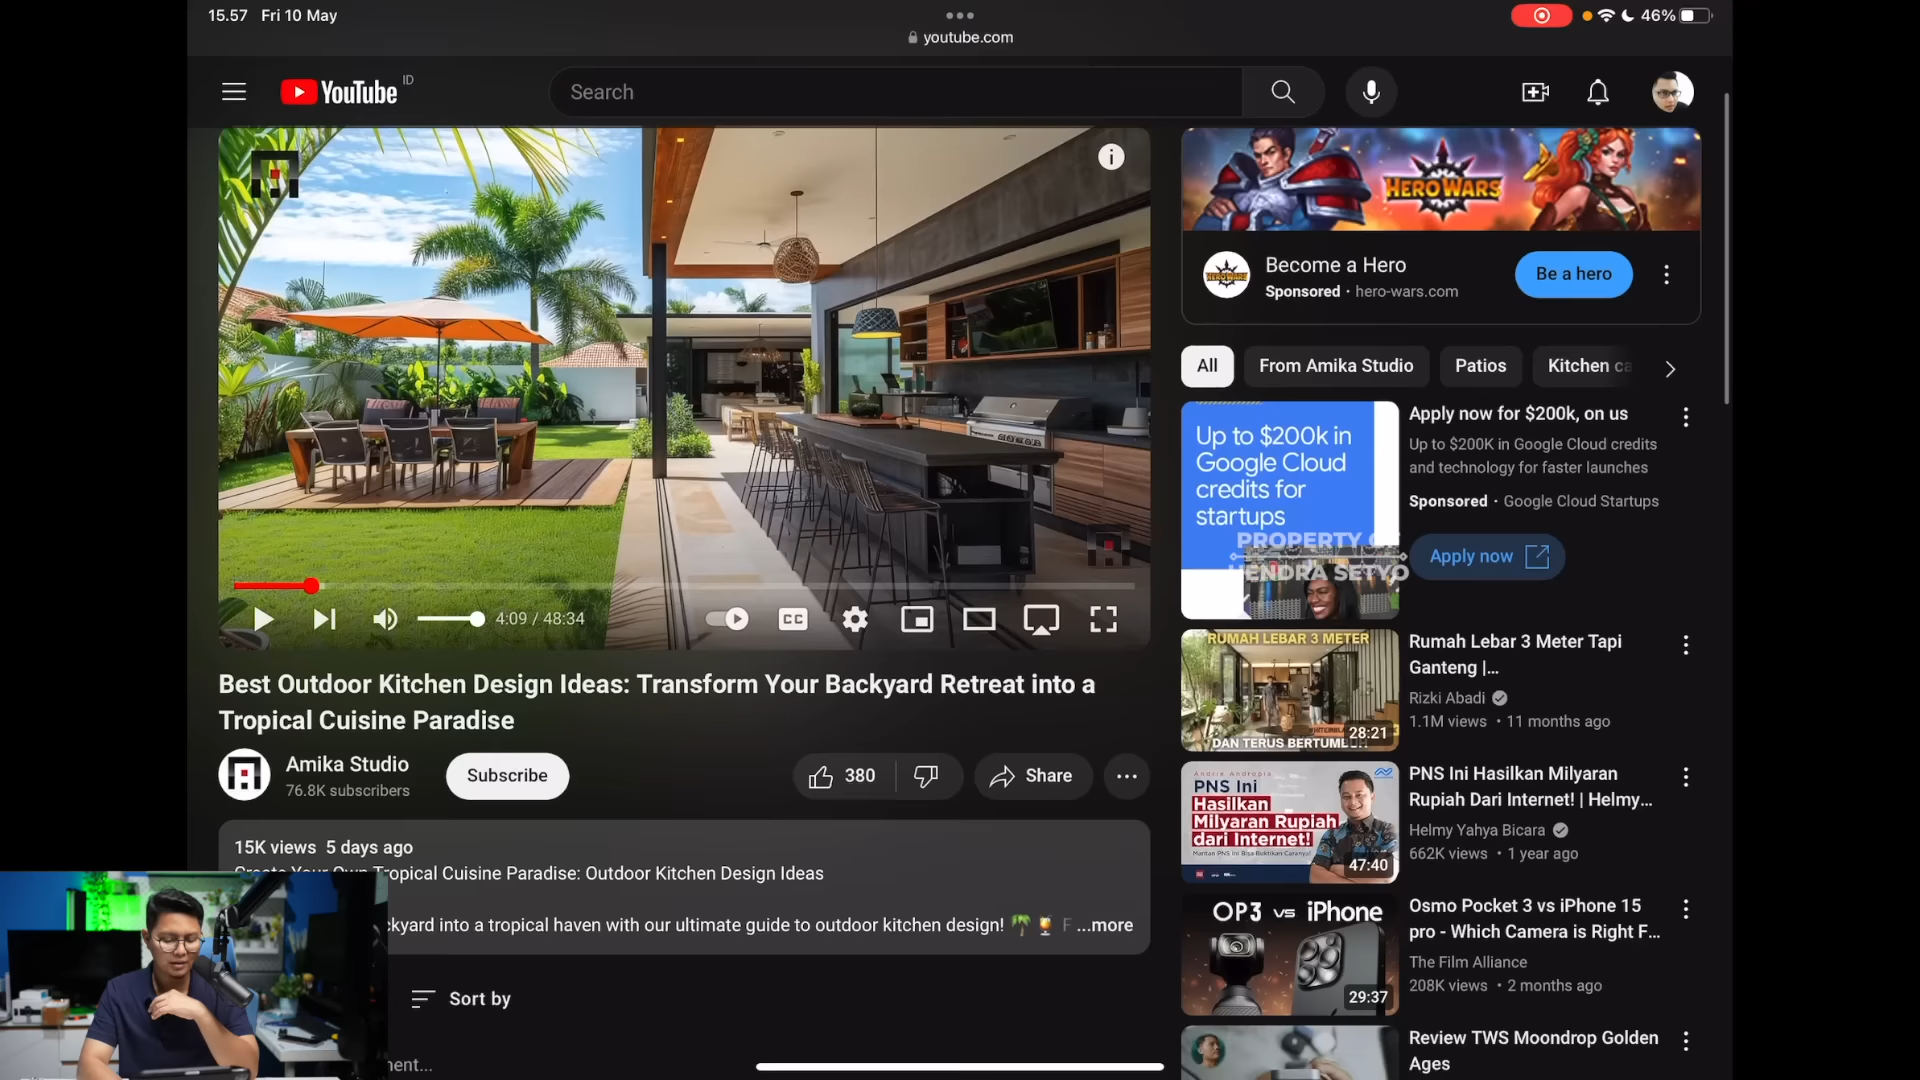 15.57 Fri 10 May
46%
youtube.com
YouTube ID
Search
HERO WARS
Become a Hero
Sponsored · hero-wars.com
Be a hero
All
From Amika Studio
Patios
Kitchen ca
Up to $200k in
Google Cloud
credits for
startups
Apply now for $200k, on us
Up to $200K in Google Cloud credits
and technology for faster launches
Sponsored · Google Cloud Startups
Apply now
PROPERTY OF
HENDRA SETYO
CC
4:09 / 48:34
Best Outdoor Kitchen Design Ideas: Transform Your Backyard Retreat into a
Tropical Cuisine Paradise
Amika Studio
76.8K subscribers
Subscribe
380
Share
15K views 5 days ago
Create Your Own Tropical Cuisine Paradise: Outdoor Kitchen Design Ideas
ckyard into a tropical haven with our ultimate guide to outdoor kitchen design! 🌴 🍹 F ...more
Sort by
ment...
RUMAH LEBAR 3 METER
DAN TERUS BERTUMBUH
28:21
Rumah Lebar 3 Meter Tapi
Ganteng |...
Rizki Abadi
1.1M views · 11 months ago
Andrie Andropia
PNS Ini
Hasilkan
Milyaran Rupiah
dari Internet!
47:40
PNS Ini Hasilkan Milyaran
Rupiah Dari Internet! | Helmy...
Helmy Yahya Bicara
662K views · 1 year ago
OP3 vs iPhone
29:37
Osmo Pocket 3 vs iPhone 15
pro - Which Camera is Right F...
The Film Alliance
208K views · 2 months ago
Review TWS Moondrop Golden
Ages